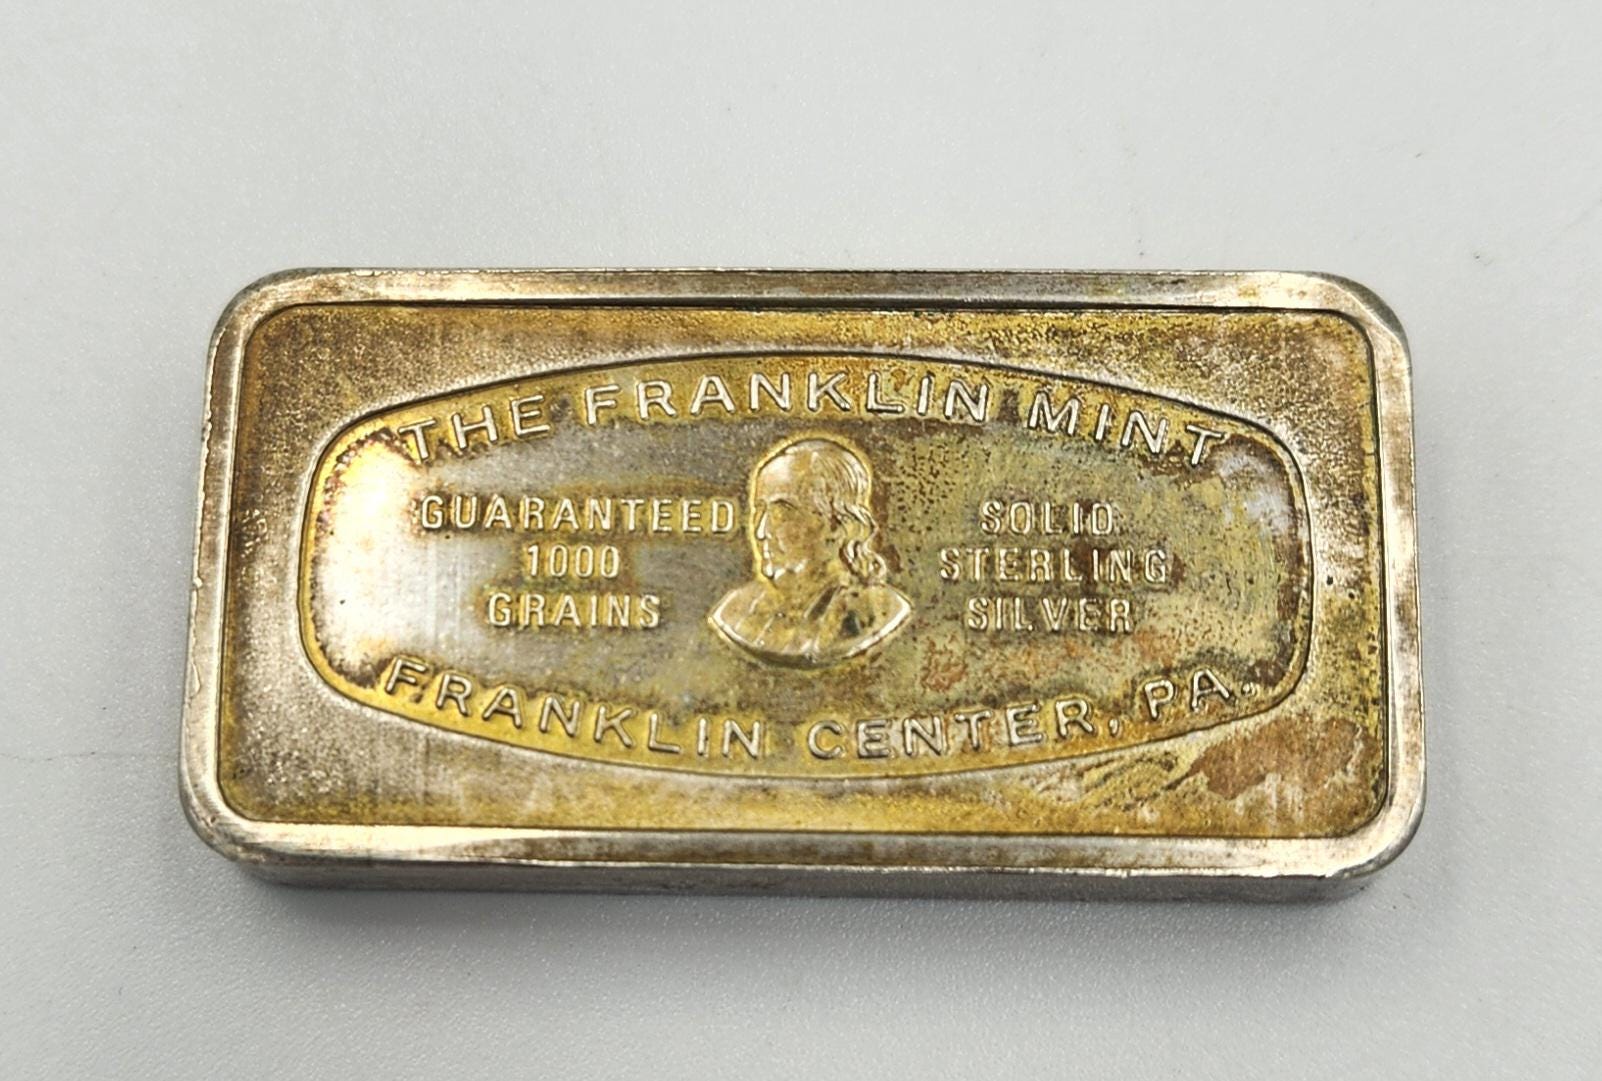 THE FRANKLIN MINT
GUARANTEED
1000
GRAINS
SOLID
STERLING
SILVER
FRANKLIN CENTER, PA.